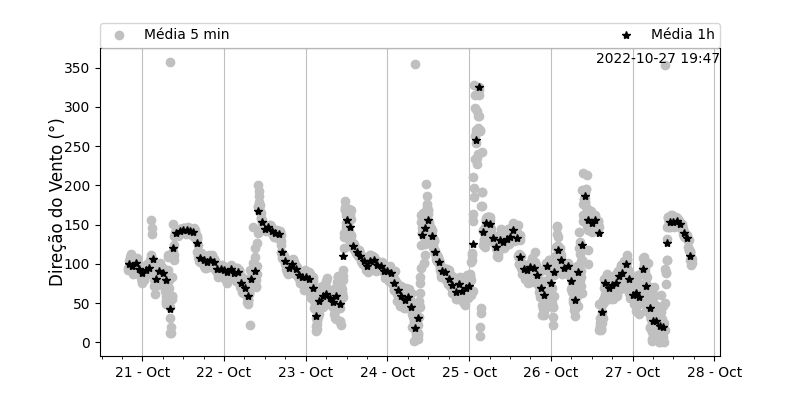 Média 5 min
Média 1h
2022-10-27 19:47
Direção do Vento (°)
350
300
250
200
150
100
50
0
21 - Oct
22 - Oct
23 - Oct
24 - Oct
25 - Oct
26 - Oct
27 - Oct
28 - Oct